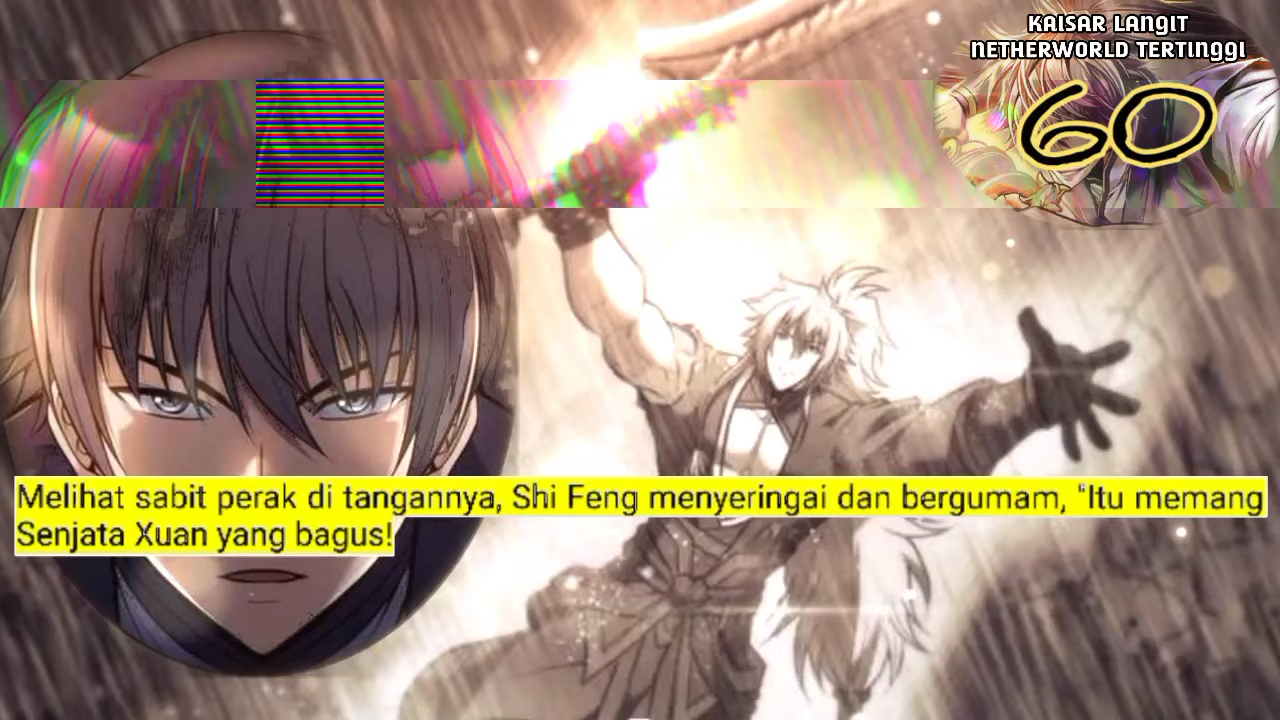 KAISAR LANGIT
NETHERWORLD TERTINGGI
60
Melihat sabit perak di tangannya, Shi Feng menyeringai dan bergumam, "Itu memang
Senjata Xuan yang bagus!